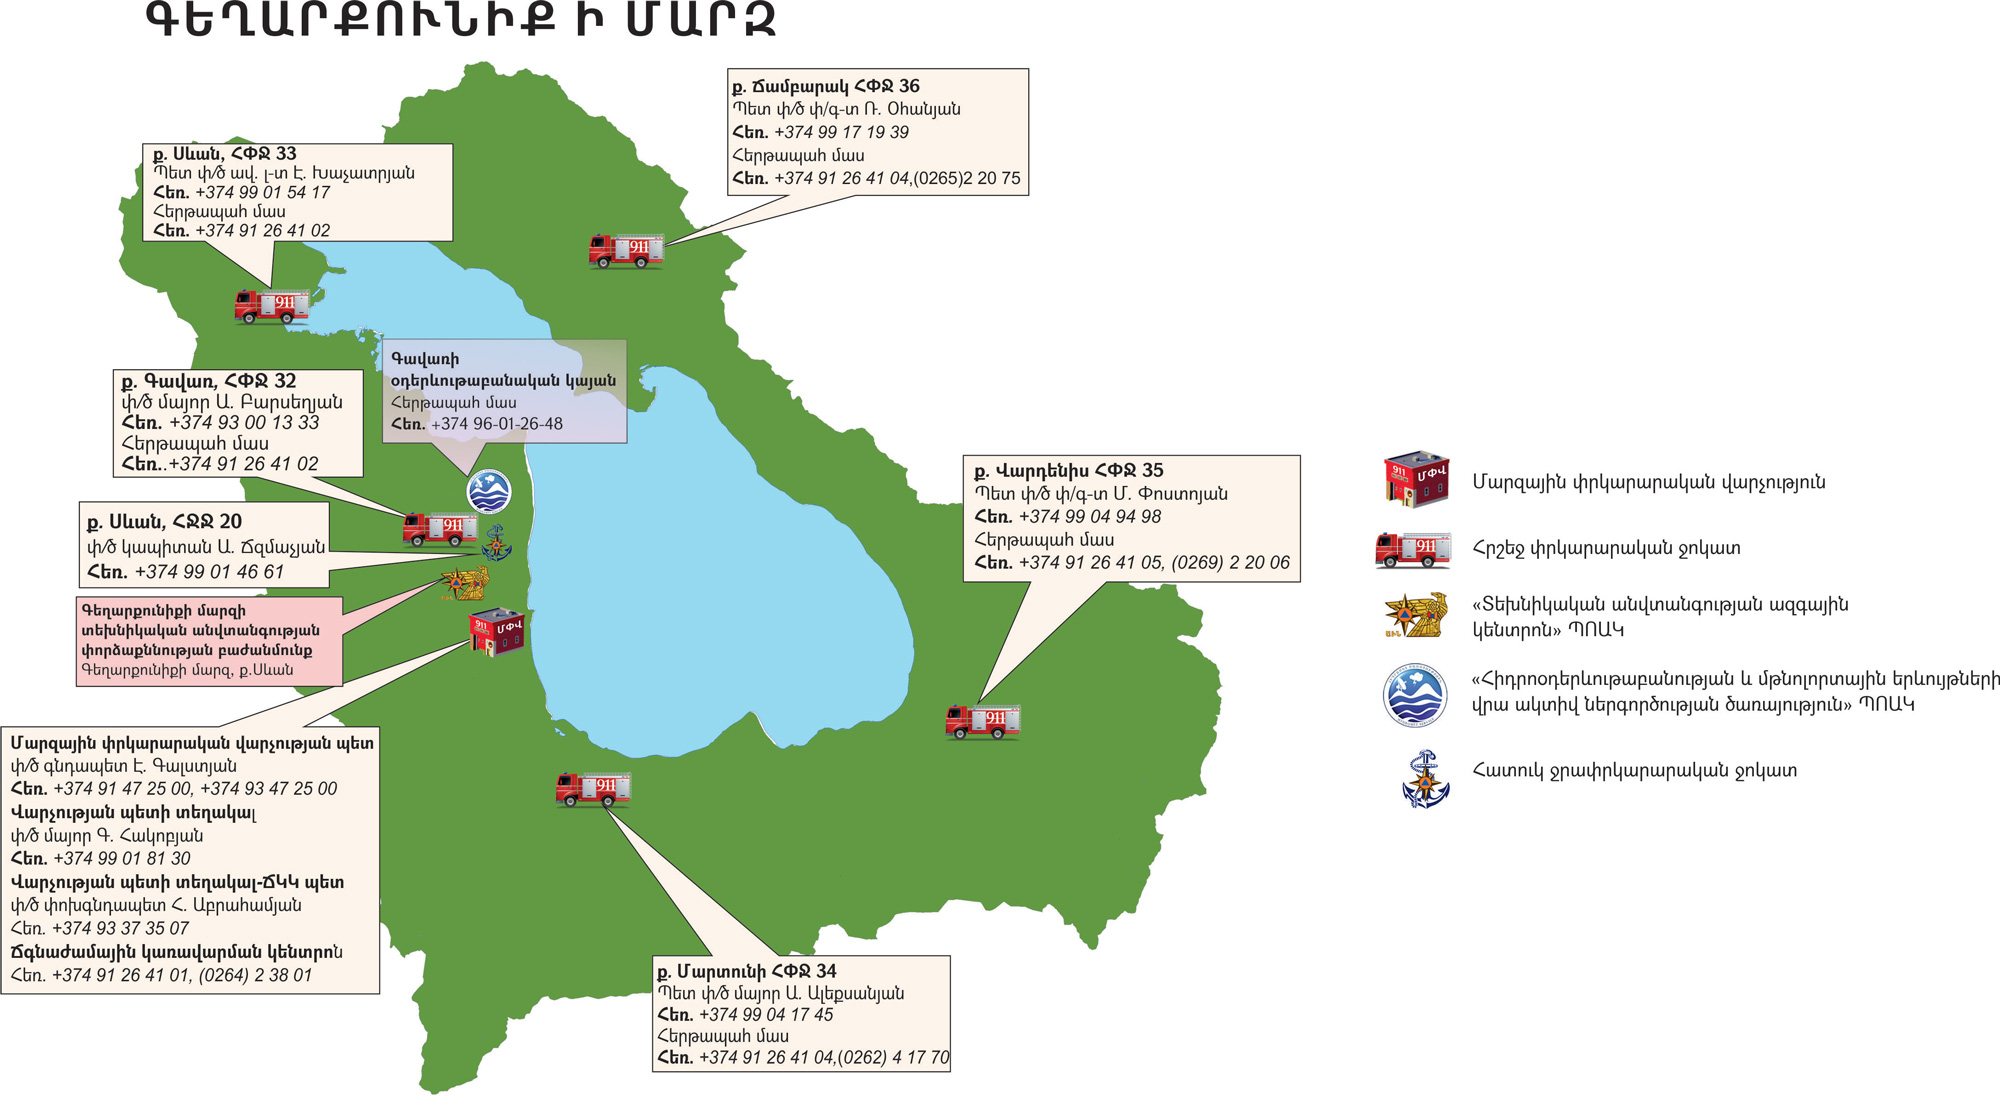 ԳԵՂԱՐՔՈՒՆԻՔ Ի ՄԱՐԶ
ք. Ճամբարակ ՀՓՋ 36
Պետ փ/ծ փ/գ-տ Ռ. Օհանյան
Հեռ. +374 99 17 19 39
Հերթապահ մաս
Հեռ. +374 91 26 41 04,(0265)2 20 75
ք. Սևան, ՀՓՋ 33
Պետ փ/ծ ավ. լ-տ Է. Խաչատրյան
Հեռ. +374 99 01 54 17
Հերթապահ մաս
Հեռ. +374 91 26 41 02
911
911
Գավառի
օդերևութաբանական կայան
Հերթապահ մաս
Հեռ. +374 96-01-26-48
ք. Գավառ, ՀՓՋ 32
փ/ծ մայոր Ա. Բարսեղյան
Հեռ. +374 93 00 13 33
Հերթապահ մաս
Հեռ..+374 91 26 41 02
911
ք. Սևան, ՀՋՋ 20
փ/ծ կապիտան Ա. Ճզմաչյան
Հեռ. +374 99 01 46 61
Գեղարքունիքի մարզի
տեխնիկական անվտանգության
փորձաքննության բաժանմունք
Գեղարքունիքի մարզ, ք.Սևան
911
ՄՓՎ
Մարզային փրկարարական վարչության պետ
փ/ծ գնդապետ Է. Գալստյան
Հեռ. +374 91 47 25 00, +374 93 47 25 00
Վարչության պետի տեղակալ
փ/ծ մայոր Գ. Հակոբյան
Հեռ. +374 99 01 81 30
Վարչության պետի տեղակալ-ՃԿԿ պետ
փ/ծ փոխգնդապետ Հ. Աբրահամյան
Հեռ. +374 93 37 35 07
Ճգնաժամային կառավարման կենտրոն
Հեռ. +374 91 26 41 01, (0264) 2 38 01
ք. Վարդենիս ՀՓՋ 35
Պետ փ/ծ փ/գ-տ Մ. Փոստոյան
Հեռ. +374 99 04 94 98
Հերթապահ մաս
Հեռ. +374 91 26 41 05, (0269) 2 20 06
911
911
ք. Մարտունի ՀՓՋ 34
Պետ փ/ծ մայոր Ա. Ալեքսանյան
Հեռ. +374 99 04 17 45
Հերթապահ մաս
Հեռ. +374 91 26 41 04,(0262) 4 17 70
911
ՄՓՎ
Մարզային փրկարարական վարչություն
911
Հրշեջ փրկարարական ջոկատ
ԱԻՆ
«Տեխնիկական անվտանգության ազգային
կենտրոն» ՊՈԱԿ
«Հիդրոօդերևութաբանության և մթնոլորտային երևույթների
վրա ակտիվ ներգործության ծառայություն» ՊՈԱԿ
Հատուկ ջրափրկարարական ջոկատ